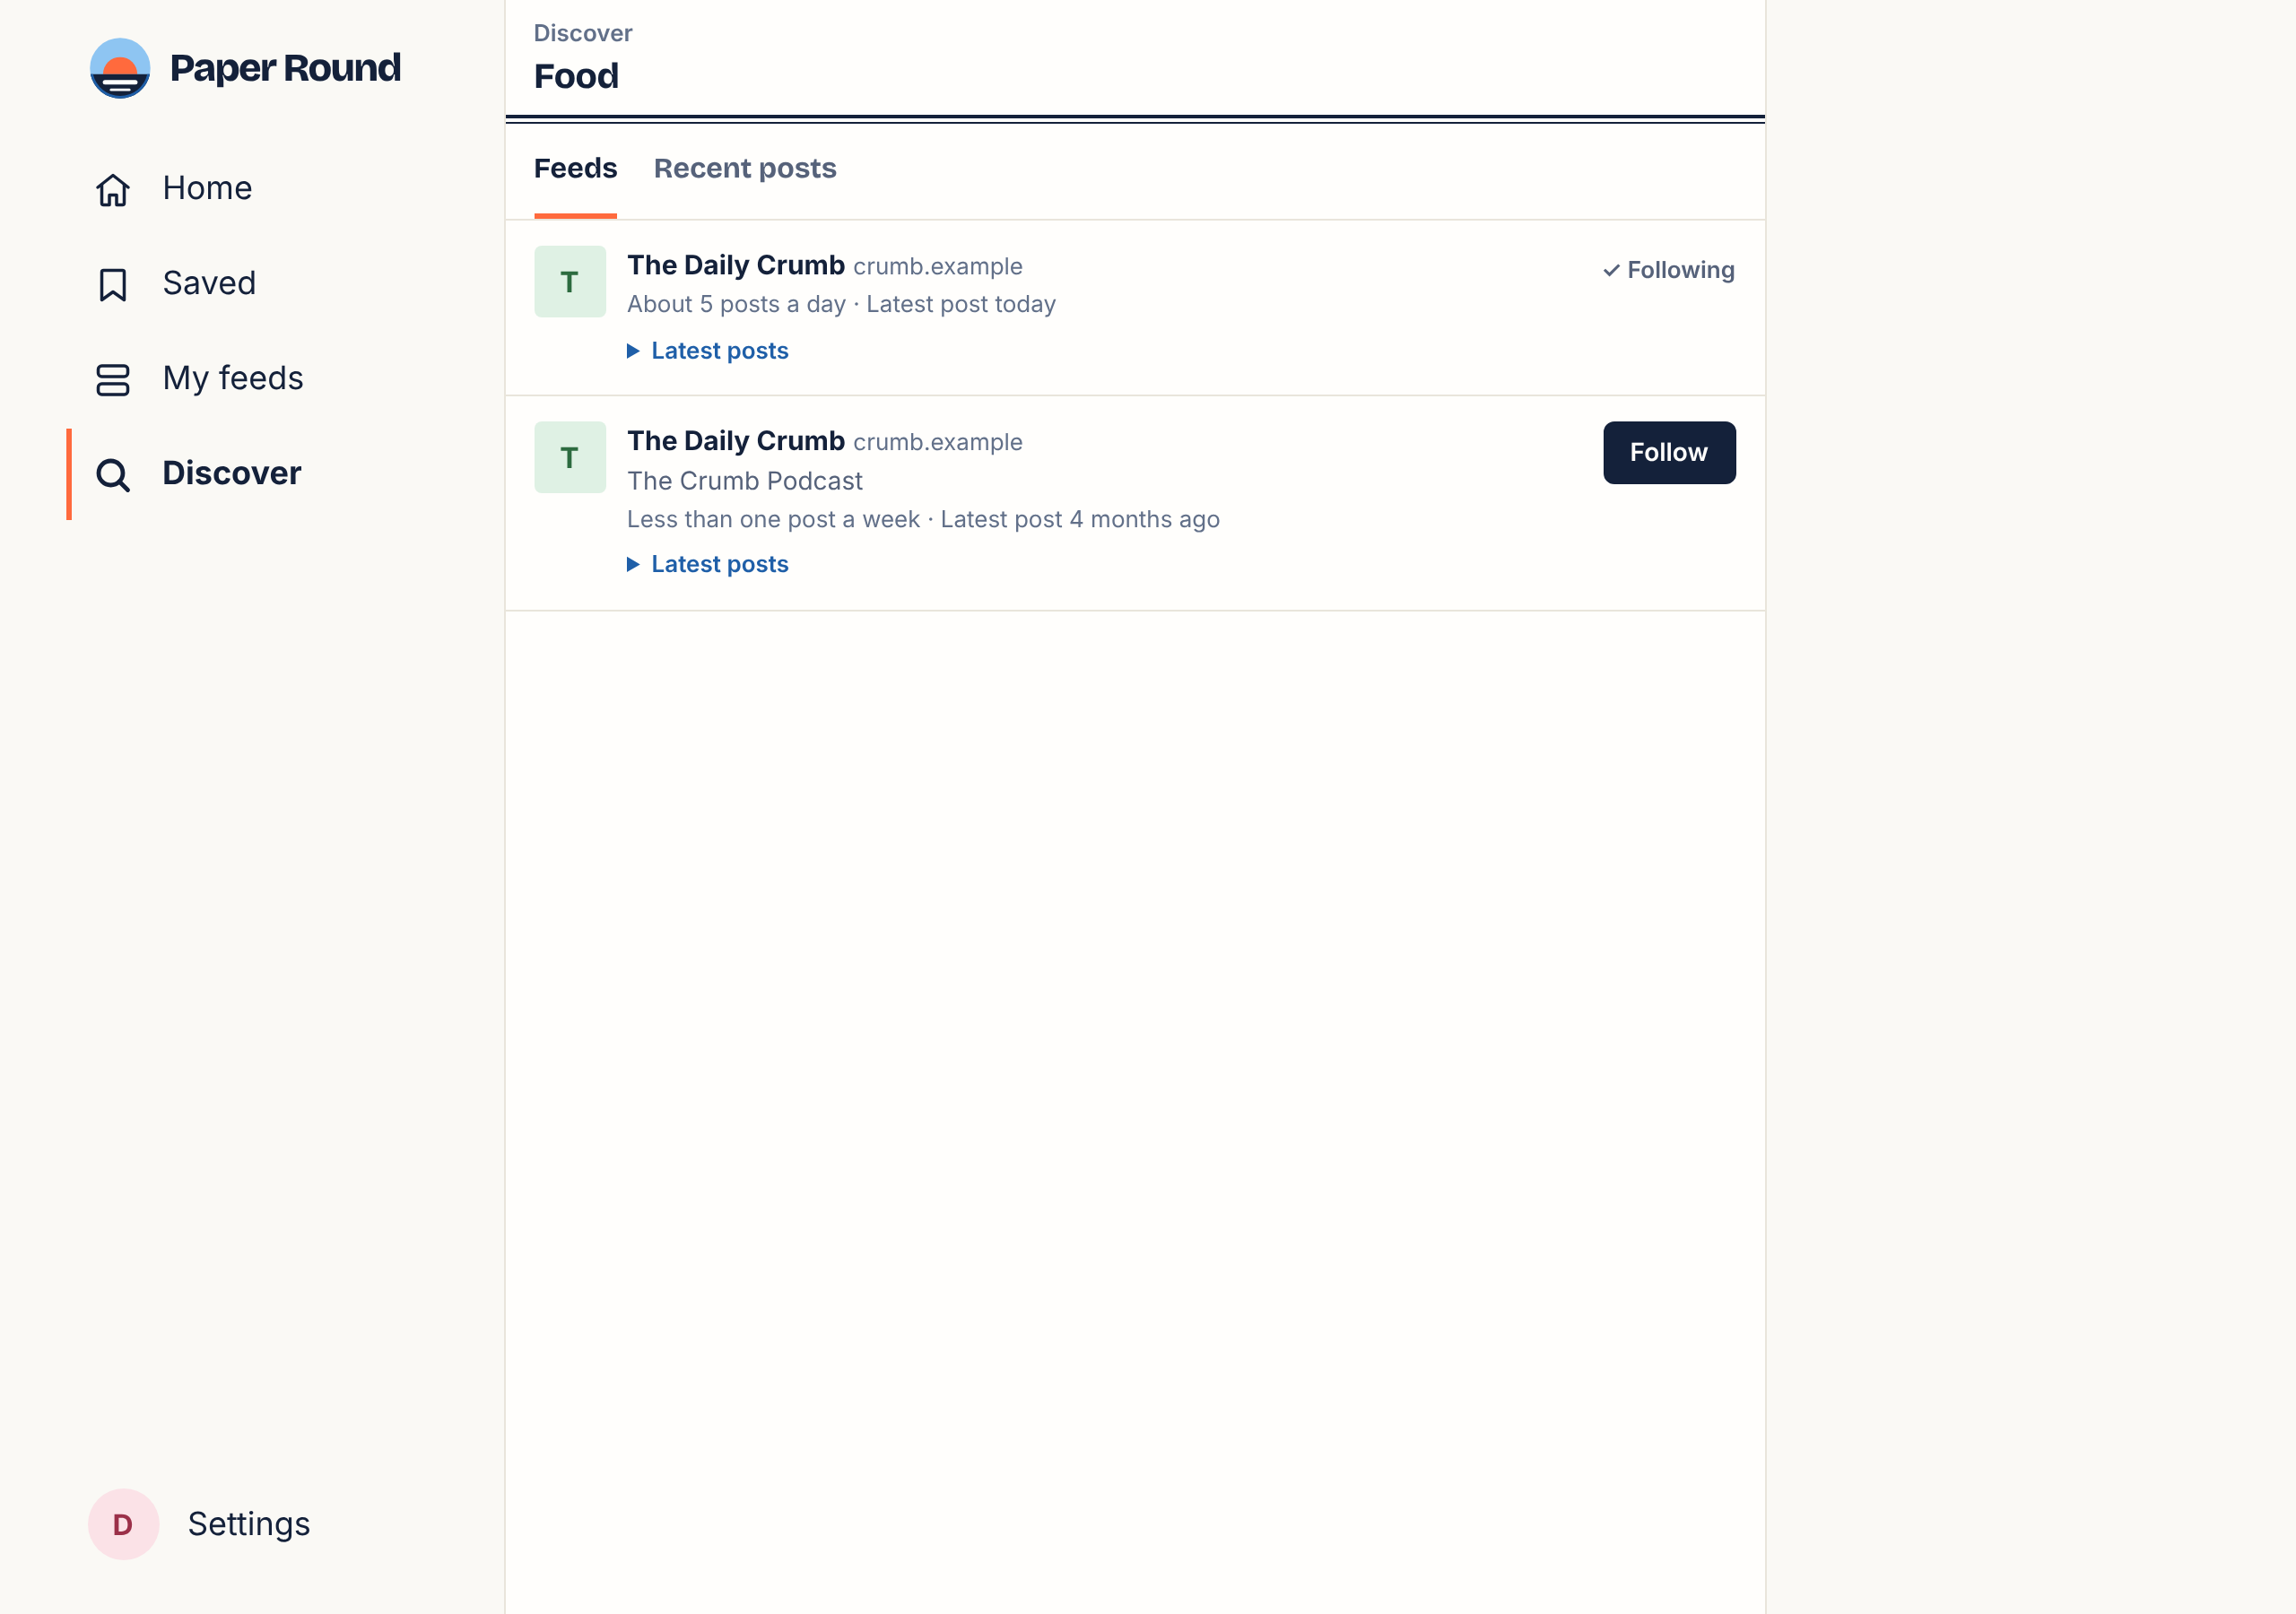 Paper Round
Home
Saved
My feeds
Discover
D
Settings
Discover
Food
Feeds
Recent posts
T
The Daily Crumb crumb.example
About 5 posts a day · Latest post today
Latest posts
Following
T
The Daily Crumb crumb.example
The Crumb Podcast
Less than one post a week · Latest post 4 months ago
Latest posts
Follow